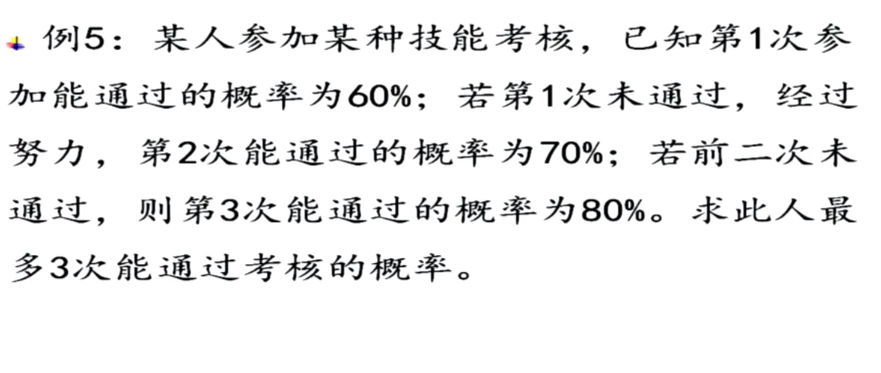 例5：某人参加某种技能考核，已知第1次参
加能通过的概率为60%；若第1次未通过，经过
努力，第2次能通过的概率为70%；若前二次未
通过，则第3次能通过的概率为80%。求此人最
多3次能通过考核的概率。